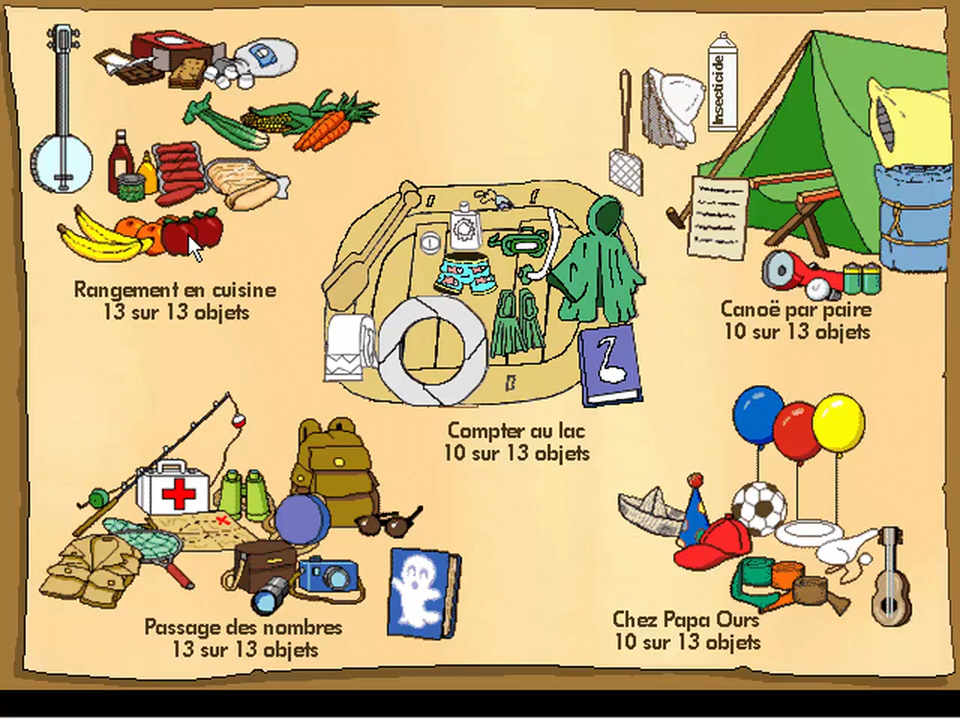 Insecticide
Rangement en cuisine
13 sur 13 objets
Canoë par paire
10 sur 13 objets
Compter au lac
10 sur 13 objets
Passage des nombres
13 sur 13 objets
Chez Papa Ours
10 sur 13 objets